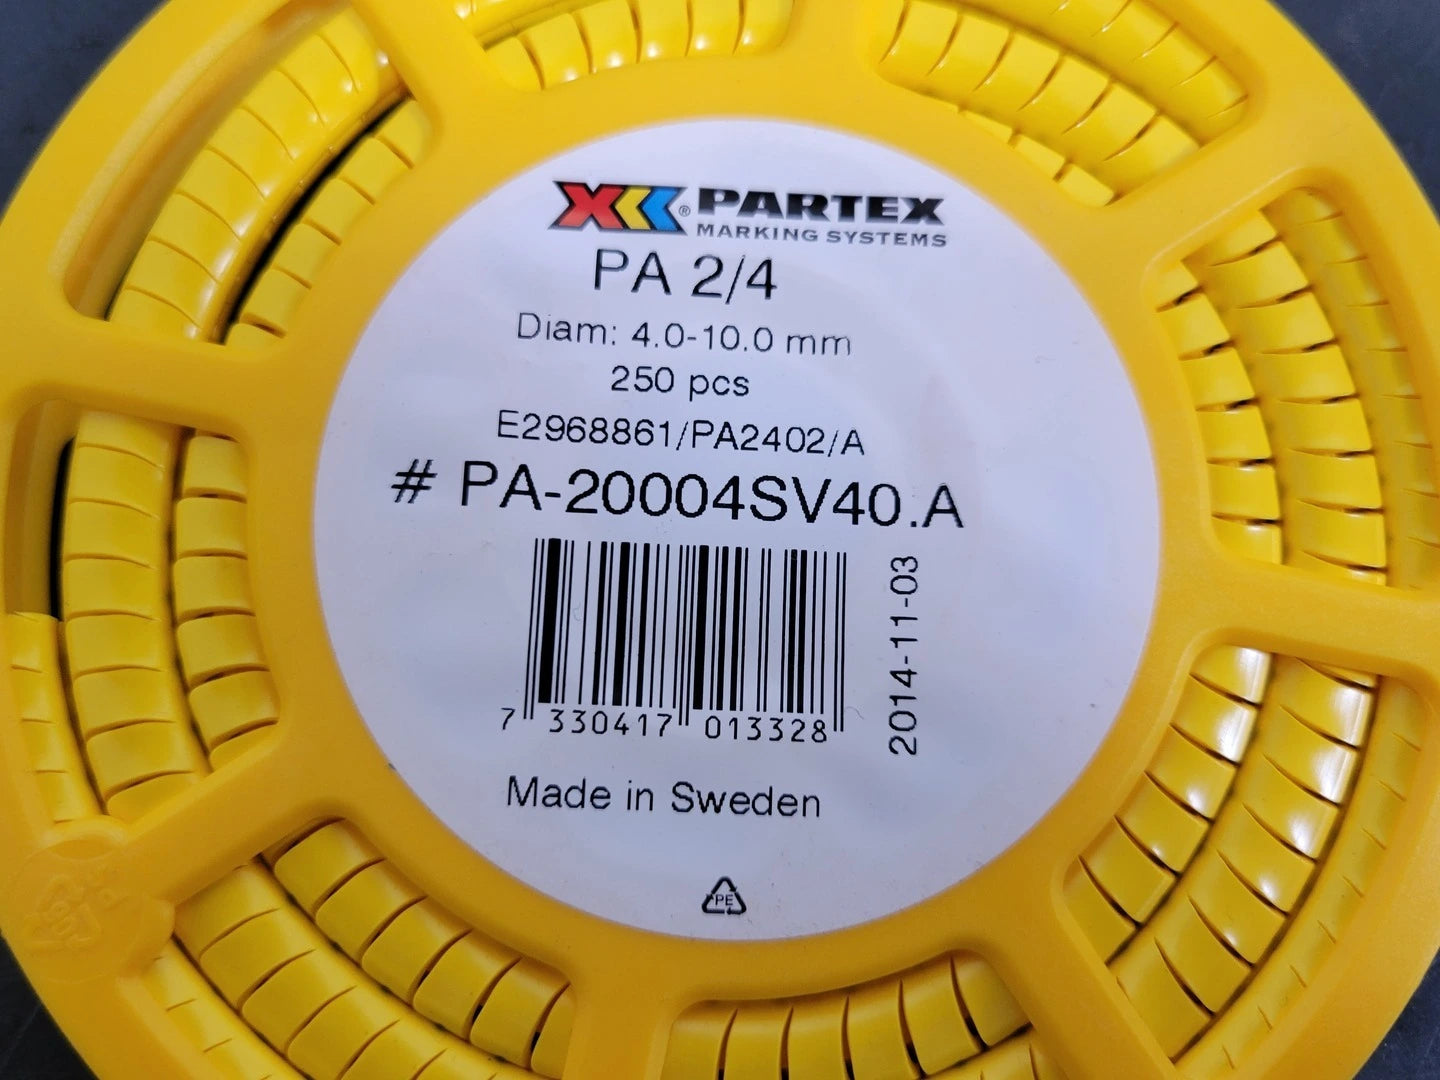 ® PARTEX
MARKING SYSTEMS
PA 2/4
Diam: 4.0-10.0 mm
250 pcs
E2968861/PA2402/A
# PA-20004SV40.A
2014-11-03
7 330417 013328
Made in Sweden
PE